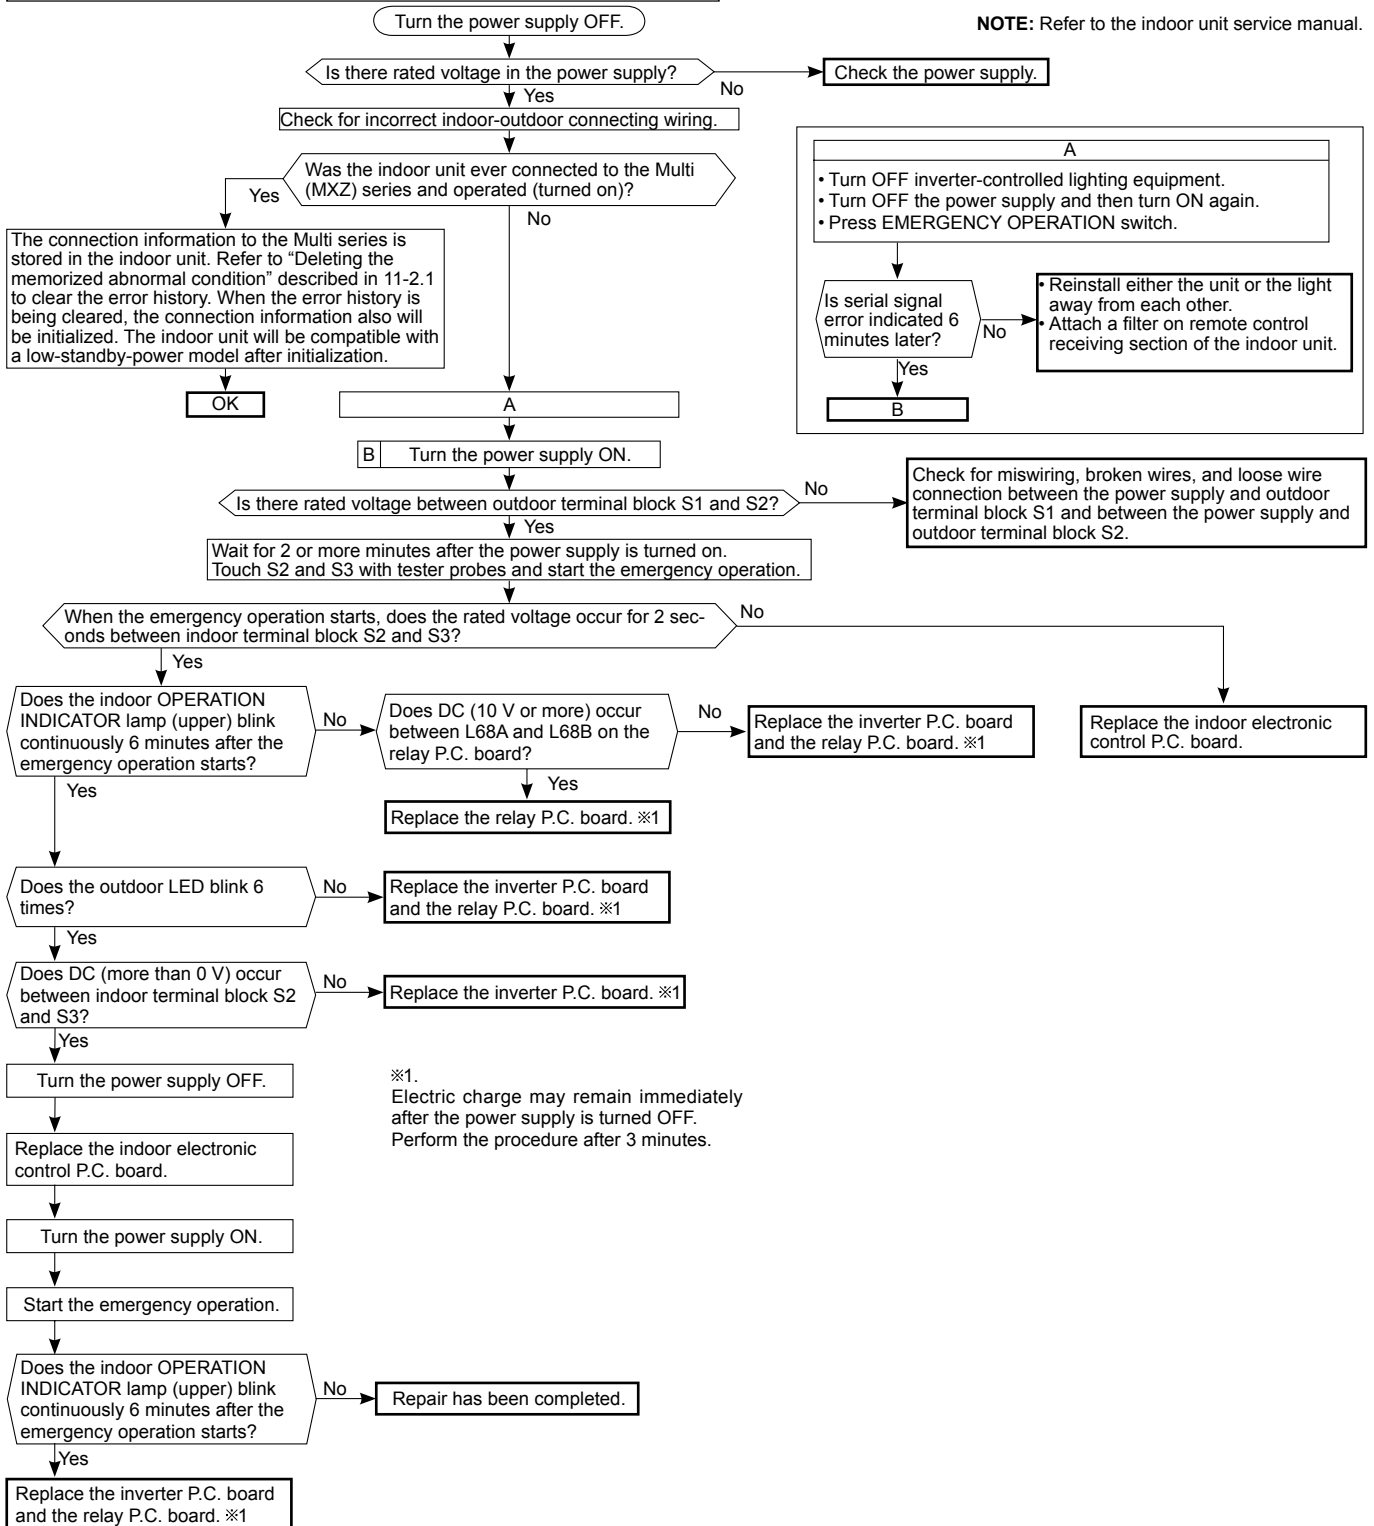 Turn the power supply OFF.
NOTE: Refer to the indoor unit service manual.
Is there rated voltage in the power supply?
No
Check the power supply.
Yes
Check for incorrect indoor-outdoor connecting wiring.
Was the indoor unit ever connected to the Multi
(MXZ) series and operated (turned on)?
Yes
No
The connection information to the Multi series is
stored in the indoor unit. Refer to “Deleting the
memorized abnormal condition” described in 11-2.1
to clear the error history. When the error history is
being cleared, the connection information also will
be initialized. The indoor unit will be compatible with
a low-standby-power model after initialization.
OK
A
• Turn OFF inverter-controlled lighting equipment.
• Turn OFF the power supply and then turn ON again.
• Press EMERGENCY OPERATION switch.
Is serial signal
error indicated 6
minutes later?
No
• Reinstall either the unit or the light
away from each other.
• Attach a filter on remote control
receiving section of the indoor unit.
Yes
B
A
B Turn the power supply ON.
Is there rated voltage between outdoor terminal block S1 and S2?
No
Check for miswiring, broken wires, and loose wire
connection between the power supply and outdoor
terminal block S1 and between the power supply and
outdoor terminal block S2.
Yes
Wait for 2 or more minutes after the power supply is turned on.
Touch S2 and S3 with tester probes and start the emergency operation.
When the emergency operation starts, does the rated voltage occur for 2 sec-
onds between indoor terminal block S2 and S3?
No
Yes
Does the indoor OPERATION
INDICATOR lamp (upper) blink
continuously 6 minutes after the
emergency operation starts?
No
Does DC (10 V or more) occur
between L68A and L68B on the
relay P.C. board?
No
Replace the inverter P.C. board
and the relay P.C. board. ※1
Replace the indoor electronic
control P.C. board.
Yes
Yes
Replace the relay P.C. board. ※1
Does the outdoor LED blink 6
times?
No
Replace the inverter P.C. board
and the relay P.C. board. ※1
Yes
Does DC (more than 0 V) occur
between indoor terminal block S2
and S3?
No
Replace the inverter P.C. board. ※1
Yes
Turn the power supply OFF.
※1.
Electric charge may remain immediately
after the power supply is turned OFF.
Perform the procedure after 3 minutes.
Replace the indoor electronic
control P.C. board.
Turn the power supply ON.
Start the emergency operation.
Does the indoor OPERATION
INDICATOR lamp (upper) blink
continuously 6 minutes after the
emergency operation starts?
No
Repair has been completed.
Yes
Replace the inverter P.C. board
and the relay P.C. board. ※1